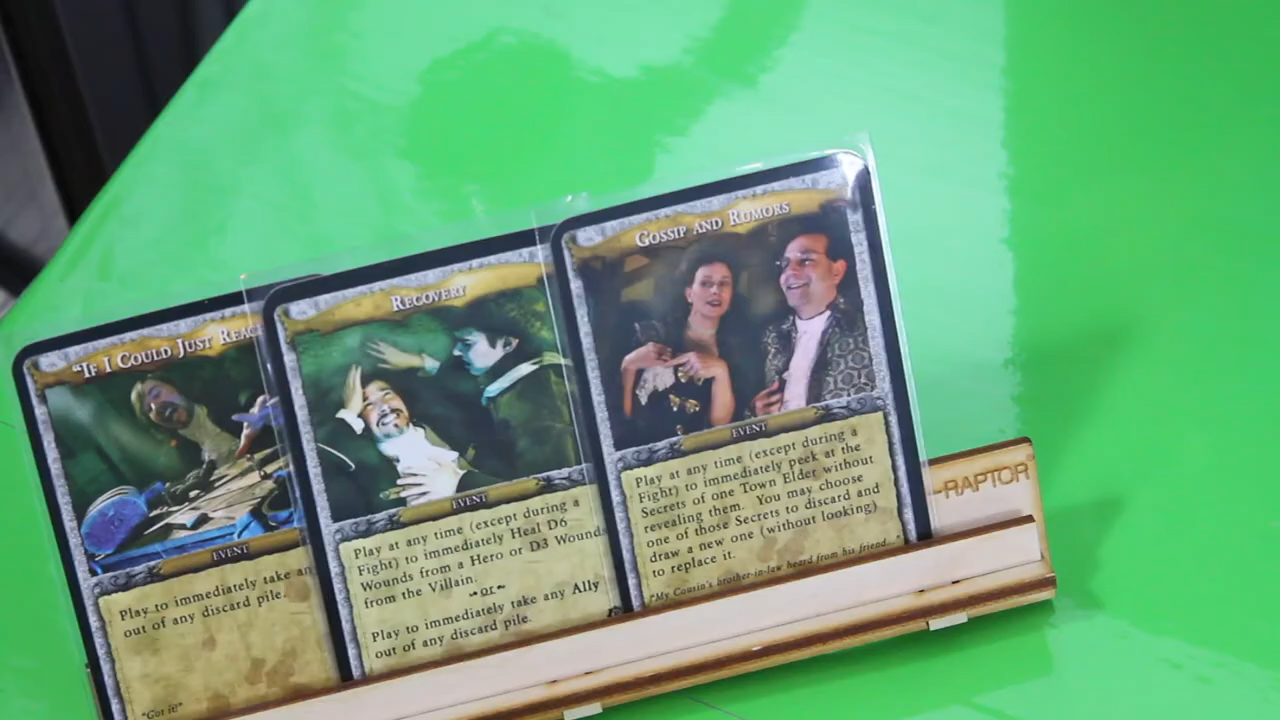 "IF I COULD JUST
EVENT
Play to immediately take an
out of any discard pile.
"Got it!"
RECOVERY
EVENT
Play at any time (except during a
Fight) to immediately Heal D6
Wounds from a Hero or D3 Wound
from the Villain.
-or-
Play to immediately take any Ally
out of any discard pile.
GOSSIP AND RUMORS
EVENT
Play at any time (except during a
Fight) to immediately peek at the
Secrets of one Town Elder without
revealing them. You may choose
one of those Secrets to discard and
draw a new one (without looking)
to replace it.
"My Cousin's brother-in-law heard from his friend..."
-RAPTOR